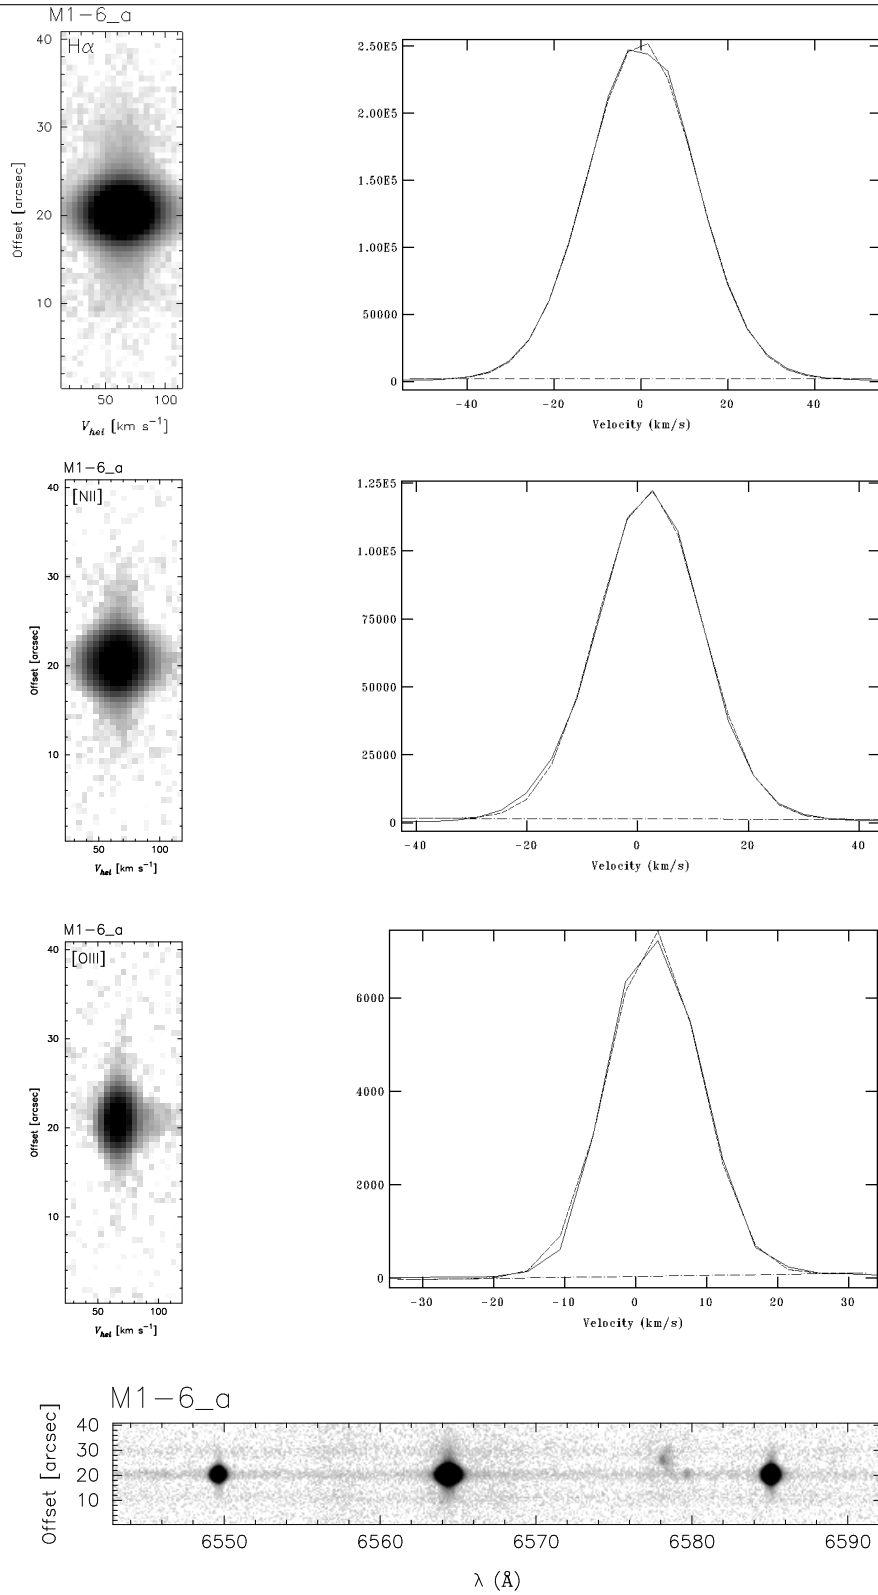 M1-6_a
Hα
40
30
20
10
Offset [arcsec]
50 100
V_hel [km s⁻¹]
2.50E5
2.00E5
1.50E5
1.00E5
50000
0
-40 -20 0 20 40
Velocity (km/s)
M1-6_a
[NII]
40
30
20
10
Offset [arcsec]
50 100
V_hel [km s⁻¹]
1.25E5
1.00E5
75000
50000
25000
0
-40 -20 0 20 40
Velocity (km/s)
M1-6_a
[OIII]
40
30
20
10
Offset [arcsec]
50 100
V_hel [km s⁻¹]
6000
4000
2000
0
-30 -20 -10 0 10 20 30
Velocity (km/s)
M1-6_a
40
30
20
10
Offset [arcsec]
6550 6560 6570 6580 6590
λ (Å)